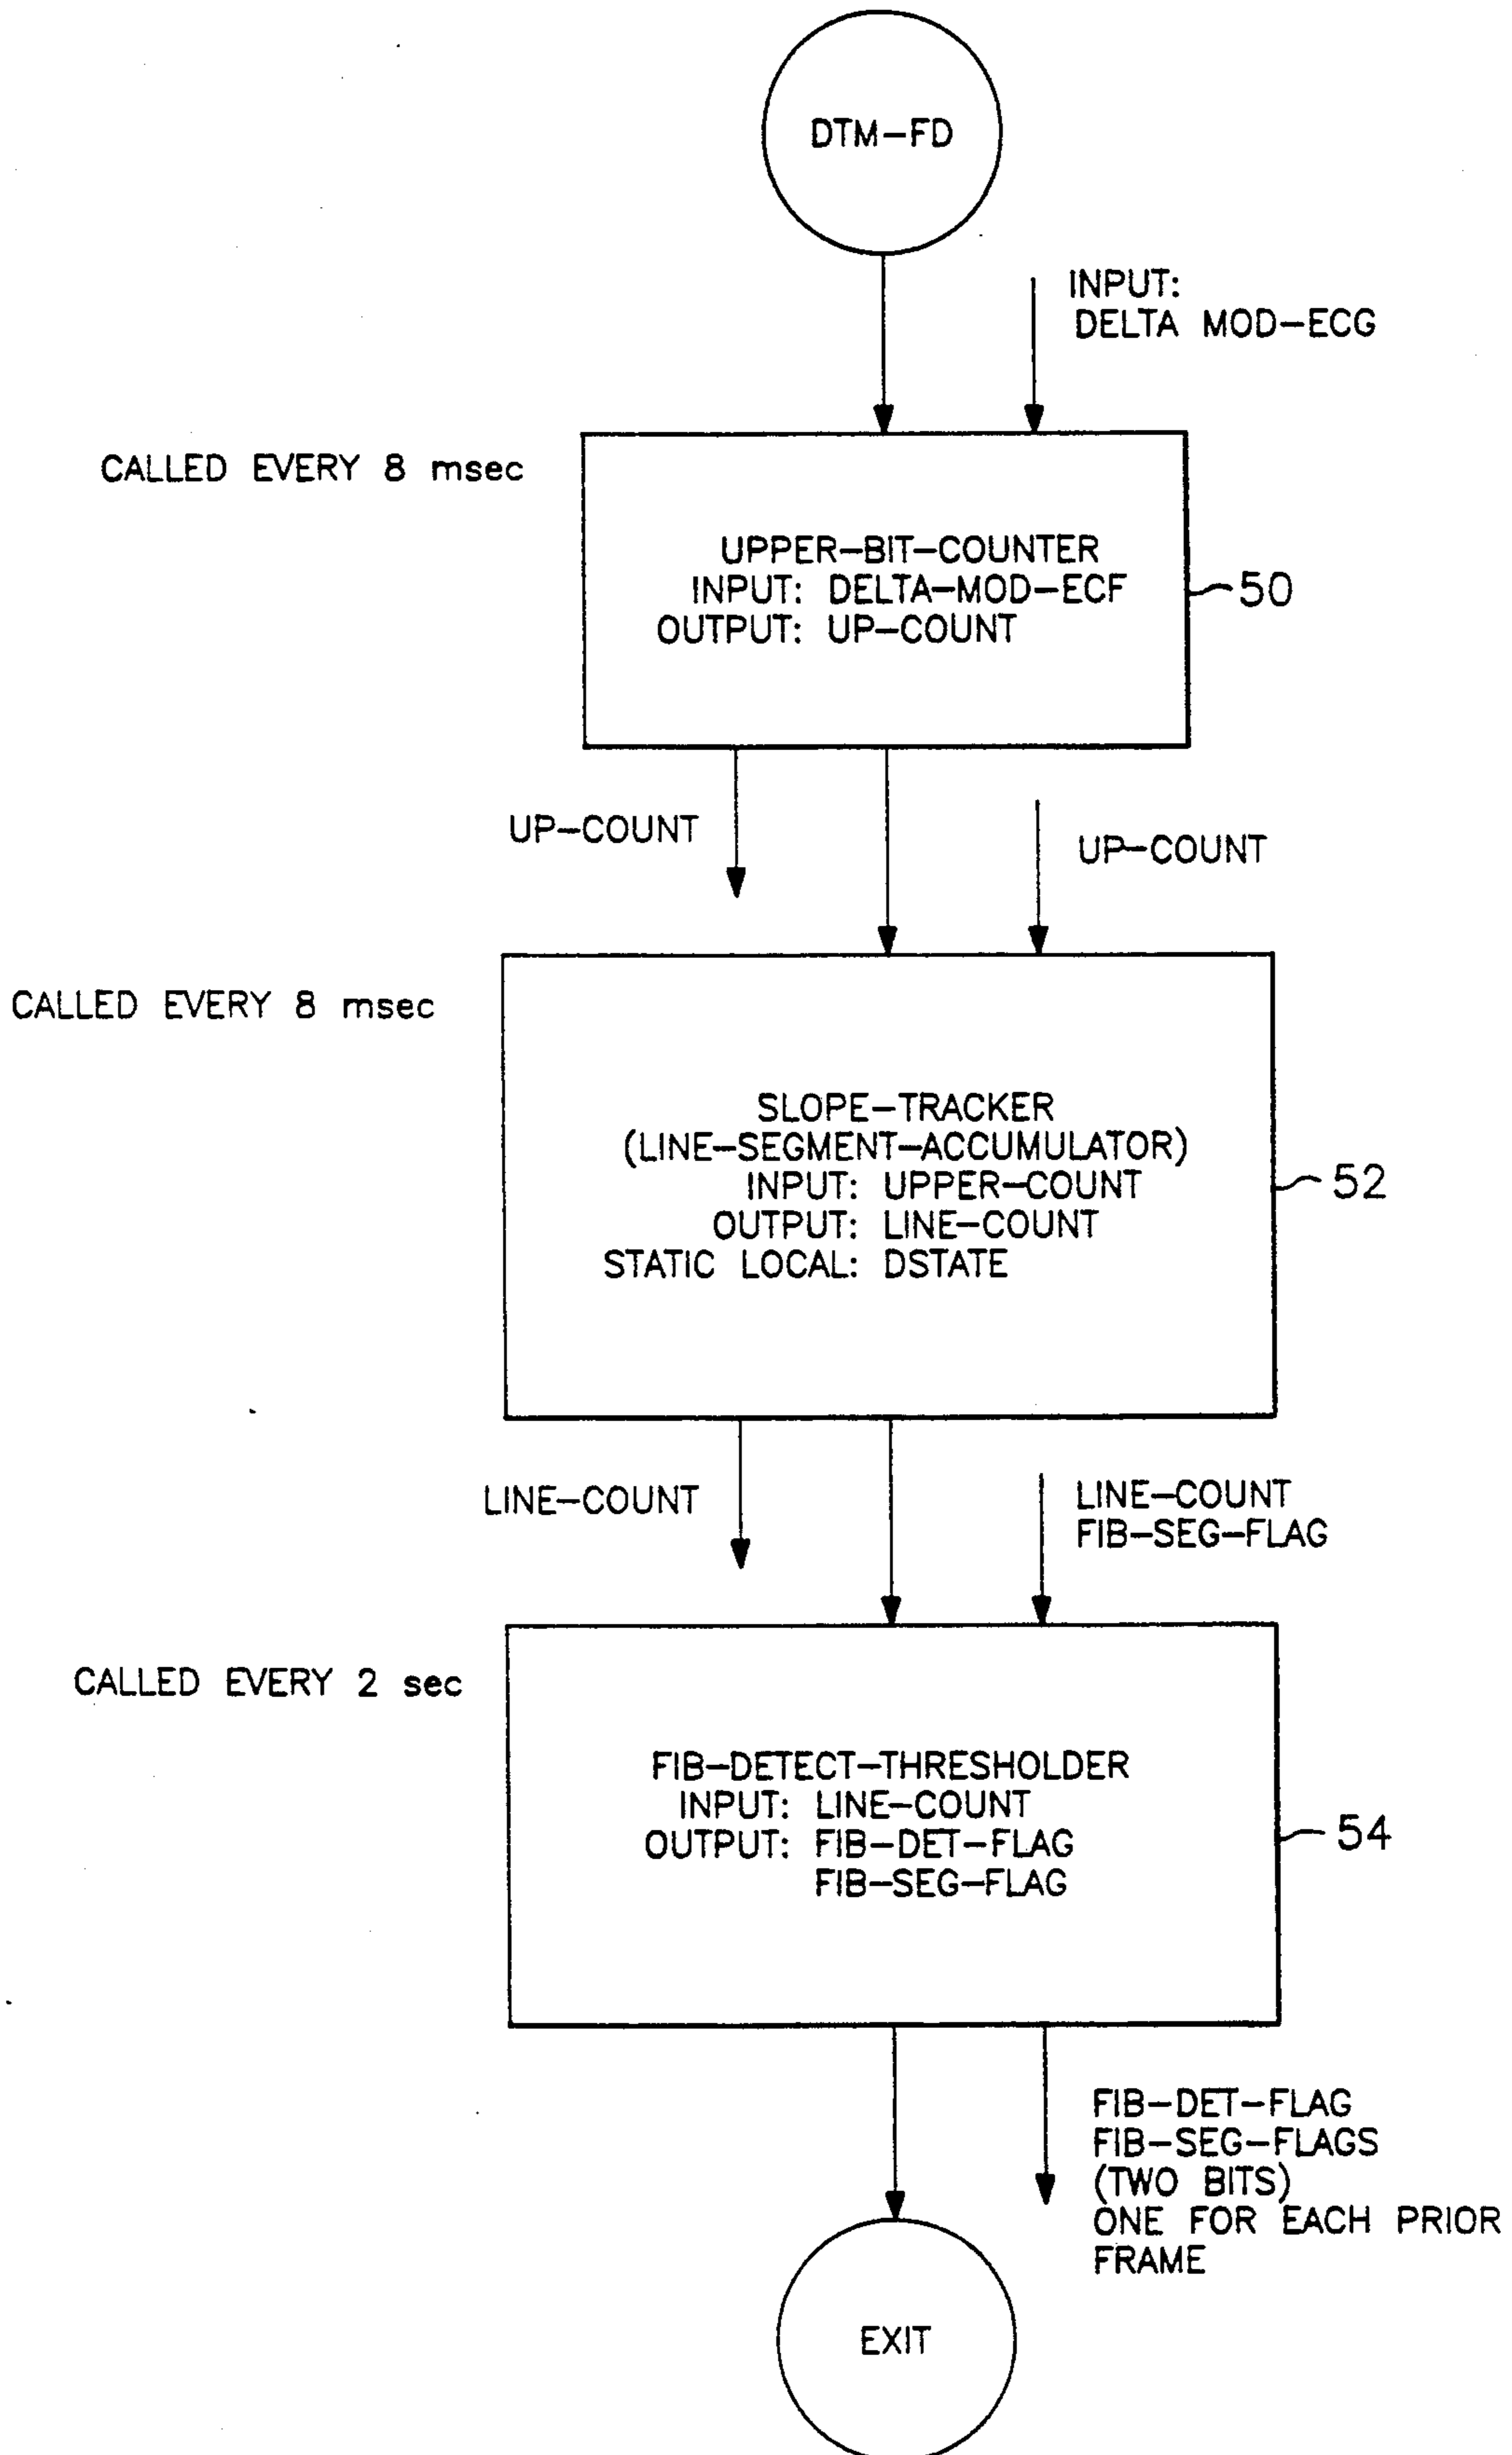 DTM-FD
INPUT:
DELTA MOD-ECG
CALLED EVERY 8 msec
UPPER-BIT-COUNTER
INPUT: DELTA-MOD-ECF
OUTPUT: UP-COUNT
50
UP-COUNT
UP-COUNT
CALLED EVERY 8 msec
SLOPE-TRACKER
(LINE-SEGMENT-ACCUMULATOR)
INPUT: UPPER-COUNT
OUTPUT: LINE-COUNT
STATIC LOCAL: DSTATE
52
LINE-COUNT
LINE-COUNT
FIB-SEG-FLAG
CALLED EVERY 2 sec
FIB-DETECT-THRESHOLDER
INPUT: LINE-COUNT
OUTPUT: FIB-DET-FLAG
FIB-SEG-FLAG
54
FIB-DET-FLAG
FIB-SEG-FLAGS
(TWO BITS)
ONE FOR EACH PRIOR
FRAME
EXIT